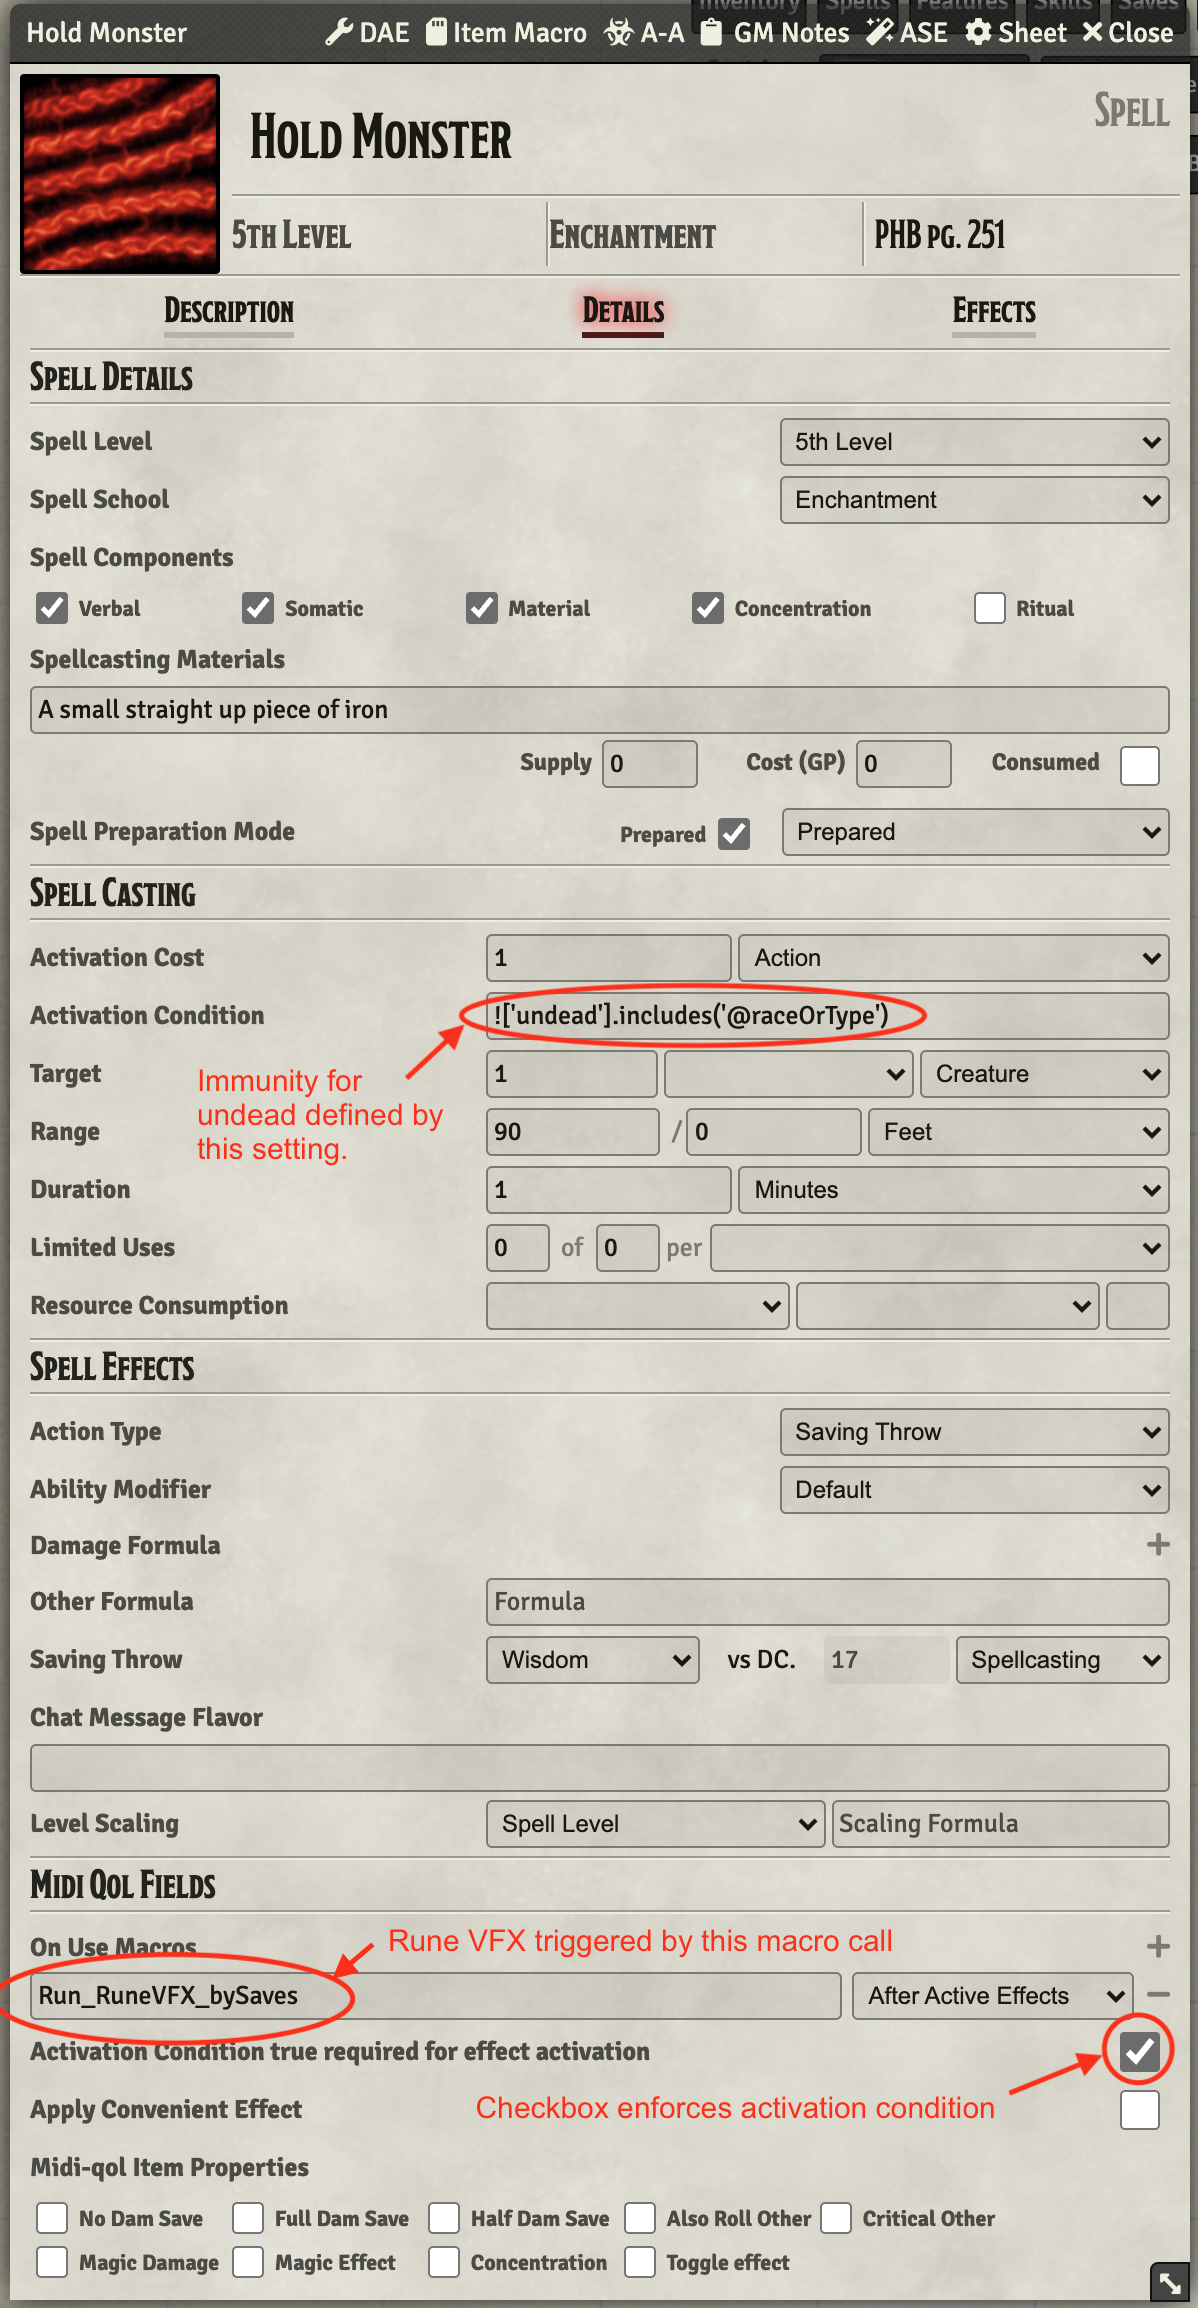 Inventory Spells Features Skills Saves
Hold Monster DAE Item Macro A-A GM Notes ASE Sheet Close
Hold Monster
Spell
5th Level Enchantment PHB pg. 251
Description Details Effects
Spell Details
Spell Level 5th Level
Spell School Enchantment
Spell Components
Verbal Somatic Material Concentration Ritual
Spellcasting Materials
A small straight up piece of iron
Supply 0 Cost (GP) 0 Consumed
Spell Preparation Mode Prepared Prepared
Spell Casting
Activation Cost 1 Action
Activation Condition !['undead'].includes('@raceOrType')
Target 1 Creature
Immunity for
undead defined by
this setting.
Range 90 / 0 Feet
Duration 1 Minutes
Limited Uses 0 of 0 per
Resource Consumption
Spell Effects
Action Type Saving Throw
Ability Modifier Default
Damage Formula
Other Formula Formula
Saving Throw Wisdom vs DC. 17 Spellcasting
Chat Message Flavor
Level Scaling Spell Level Scaling Formula
Midi Qol Fields
On Use Macros
Rune VFX triggered by this macro call
Run_RuneVFX_bySaves After Active Effects
Activation Condition true required for effect activation
Apply Convenient Effect
Checkbox enforces activation condition
Midi-qol Item Properties
No Dam Save Full Dam Save Half Dam Save Also Roll Other Critical Other
Magic Damage Magic Effect Concentration Toggle effect